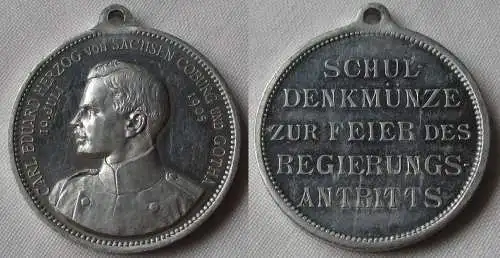 CARL EDUARD HERZOG VON SACHSEN COBURG UND GOTHA
19. JULI 1905
SCHUL
DENKMÜNZE
ZUR FEIER DES
REGIERUNGS-
ANTRITTS